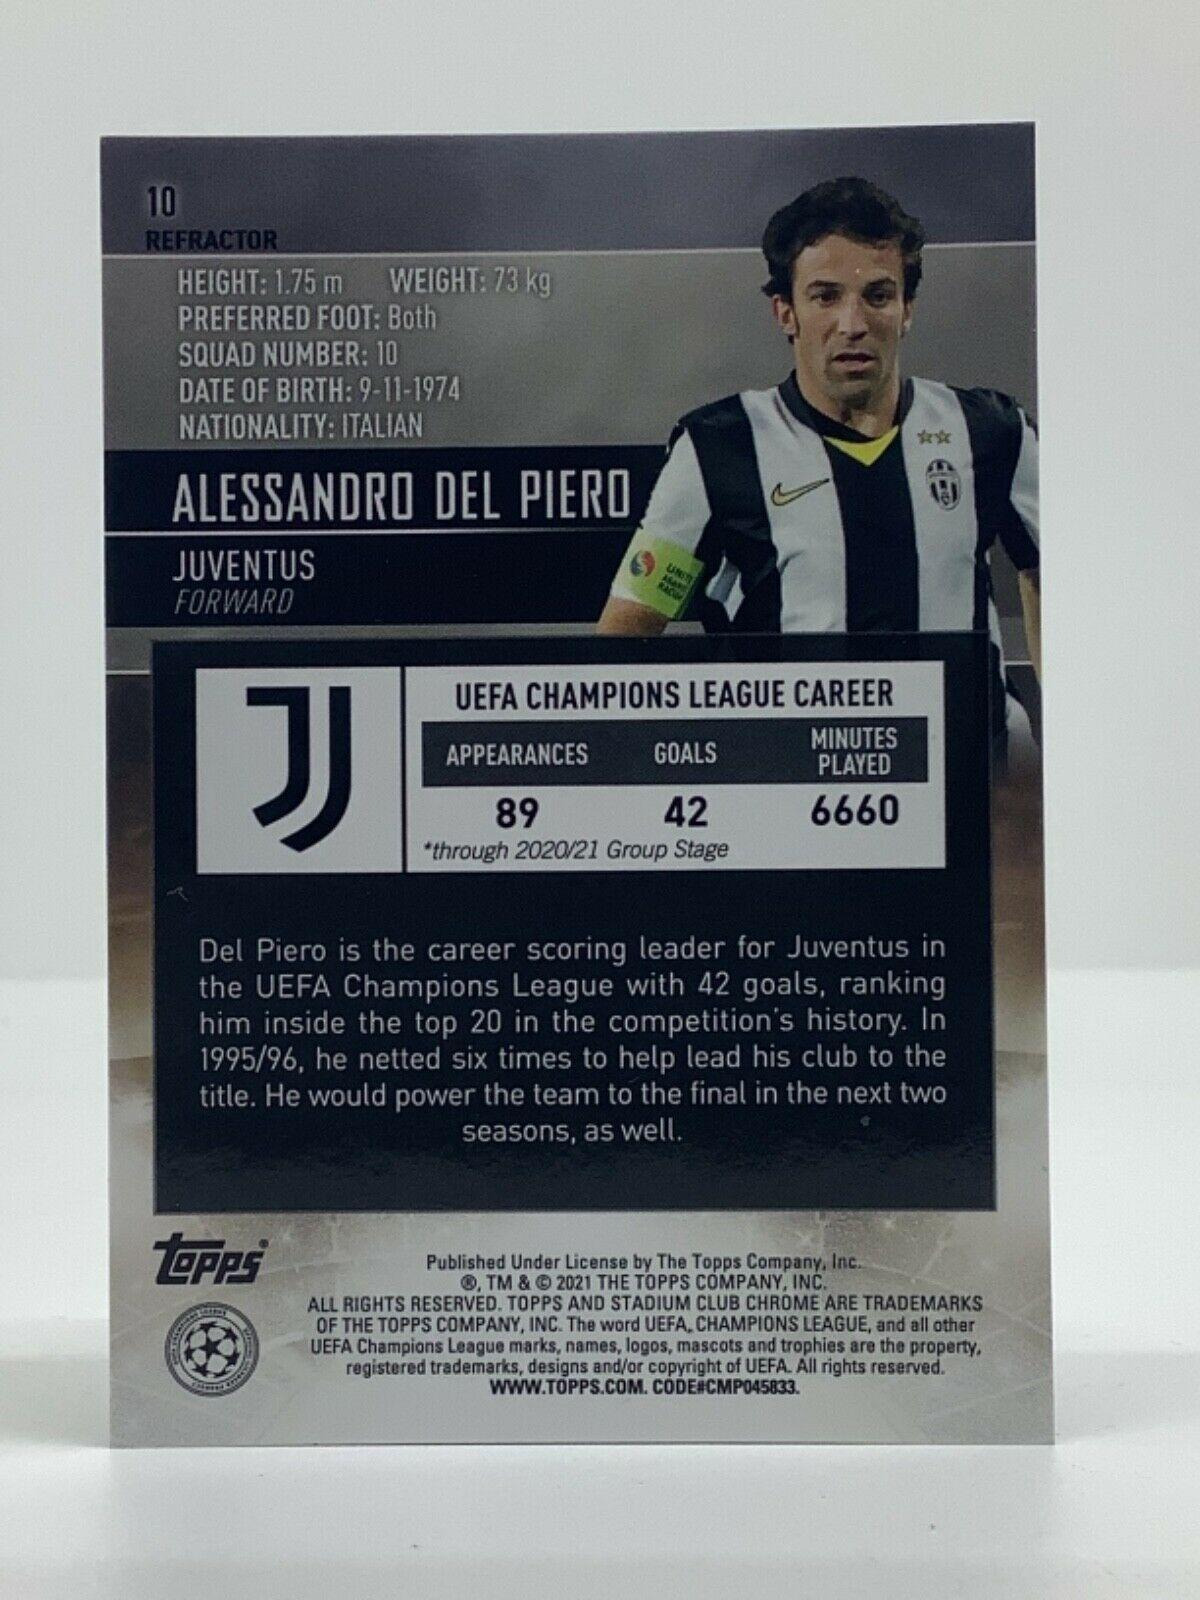 10
REFRACTOR
HEIGHT: 1.75 m WEIGHT: 73 kg
PREFERRED FOOT: Both
SQUAD NUMBER: 10
DATE OF BIRTH: 9-11-1974
NATIONALITY: ITALIAN
ALESSANDRO DEL PIERO
JUVENTUS
FORWARD
UEFA CHAMPIONS LEAGUE CAREER
APPEARANCES GOALS MINUTES PLAYED
89 42 6660
*through 2020/21 Group Stage
Del Piero is the career scoring leader for Juventus in
the UEFA Champions League with 42 goals, ranking
him inside the top 20 in the competition's history. In
1995/96, he netted six times to help lead his club to the
title. He would power the team to the final in the next two
seasons, as well.
Topps®
Published Under License by The Topps Company, Inc.
®, TM & © 2021 THE TOPPS COMPANY, INC.
ALL RIGHTS RESERVED. TOPPS AND STADIUM CLUB CHROME ARE TRADEMARKS
OF THE TOPPS COMPANY, INC. The word UEFA, CHAMPIONS LEAGUE, and all other
UEFA Champions League marks, names, logos, mascots and trophies are the property,
registered trademarks, designs and/or copyright of UEFA. All rights reserved.
WWW.TOPPS.COM. CODE#CMP045833.